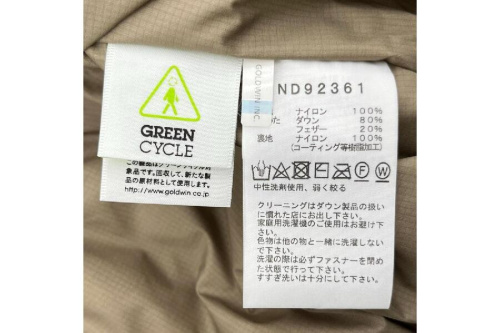 GREEN
CYCLE
この製品はグリーンサイクル対
象品です。回収して、新たな製
品の原材料として使用します。
http://www.goldwin.co.jp
GOLDWIN INC.
ND92361
ナイロン 100%
た ダウン 80%
フェザー 20%
裏地 ナイロン 100%
(コーティング等樹脂加工)
中性洗剤使用、弱く絞る
クリーニングはダウン製品の扱い
に慣れた店にお出し下さい。
家庭用洗濯機のご使用はお避け下
さい。
色物は他の物と一緒に洗濯しない
で下さい。
洗濯の際は必ずファスナーを閉め
た状態で行って下さい。
すすぎ洗いは十分にして下さい。